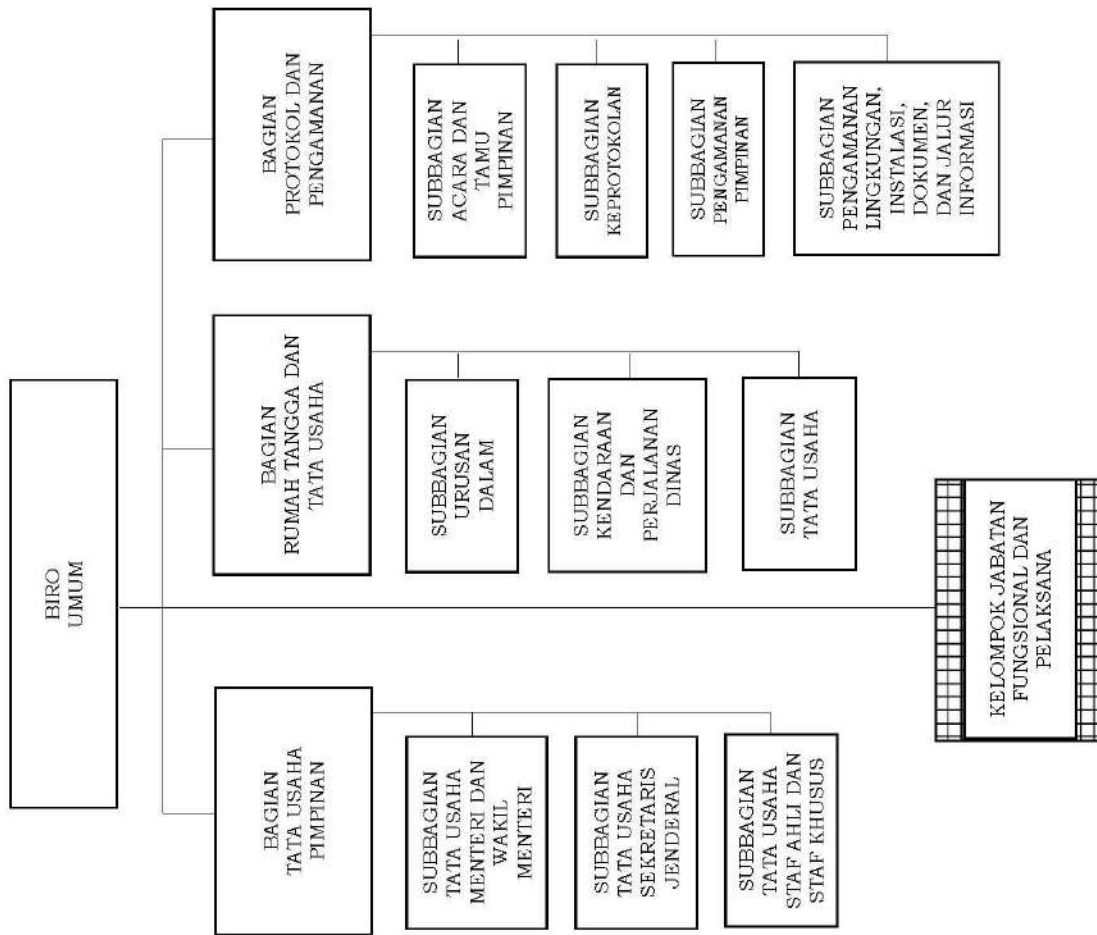 BIRO
UMUM
BAGIAN
TATA USAHA
PIMPINAN
SUBBAGIAN
TATA USAHA
MENTERI DAN
WAKIL
MENTERI
SUBBAGIAN
TATA USAHA
SEKRETARIS
JENDERAL
SUBBAGIAN
TATA USAHA
STAF AHLI DAN
STAF KHUSUS
BAGIAN
RUMAH TANGGA DAN
TATA USAHA
SUBBAGIAN
URUSAN
DALAM
SUBBAGIAN
KENDARAAN
DAN
PERJALANAN
DINAS
SUBBAGIAN
TATA USAHA
BAGIAN
PROTOKOL DAN
PENGAMANAN
SUBBAGIAN
ACARA DAN
TAMU
PIMPINAN
SUBBAGIAN
KEPROTOKOLAN
SUBBAGIAN
PENGAMANAN
PIMPINAN
SUBBAGIAN
PENGAMANAN
LINGKUNGAN,
INSTALASI,
DOKUMEN,
DAN JALUR
INFORMASI
KELOMPOK JABATAN
FUNGSIONAL DAN
PELAKSANA